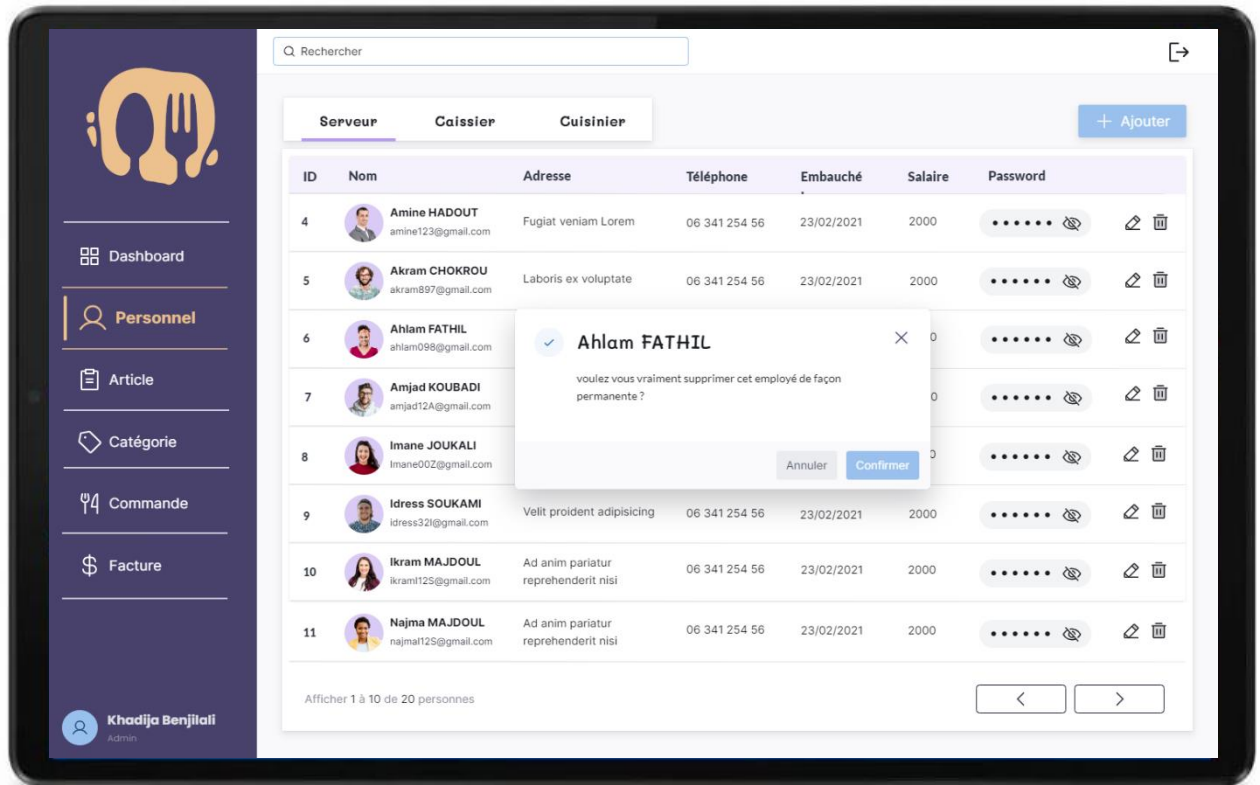 Rechercher
Serveur Caissier Cuisinier
+ Ajouter
ID Nom Adresse Téléphone Embauché Salaire Password
4 Amine HADOUT Fugiat veniam Lorem 06 341 254 56 23/02/2021 2000
amine123@gmail.com
Dashboard
5 Akram CHOKROU Laboris ex voluptate 06 341 254 56 23/02/2021 2000
akram897@gmail.com
Personnel
6 Ahlam FATHIL
ahlam098@gmail.com
Ahlam FATHIL
voulez vous vraiment supprimer cet employé de façon
permanente ?
Article
7 Amjad KOUBADI
amjad12A@gmail.com
Catégorie
8 Imane JOUKALI
Imane00Z@gmail.com
Annuler Confirmer
Commande
9 Idress SOUKAMI Velit proident adipisicing 06 341 254 56 23/02/2021 2000
idress32I@gmail.com
Facture
10 Ikram MAJDOUL Ad anim pariatur
reprehenderit nisi 06 341 254 56 23/02/2021 2000
ikramI12S@gmail.com
11 Najma MAJDOUL Ad anim pariatur
reprehenderit nisi 06 341 254 56 23/02/2021 2000
najmaI12S@gmail.com
Afficher 1 à 10 de 20 personnes
Khadija Benjilali
Admin